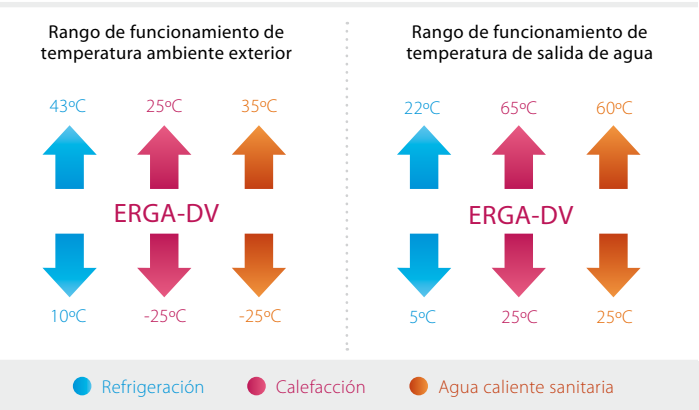 Rango de funcionamiento de
temperatura ambiente exterior
43ºC 25ºC 35ºC
ERGA-DV
10ºC -25ºC -25ºC
Rango de funcionamiento de
temperatura de salida de agua
22ºC 65ºC 60ºC
ERGA-DV
5ºC 25ºC 25ºC
Refrigeración Calefacción Agua caliente sanitaria